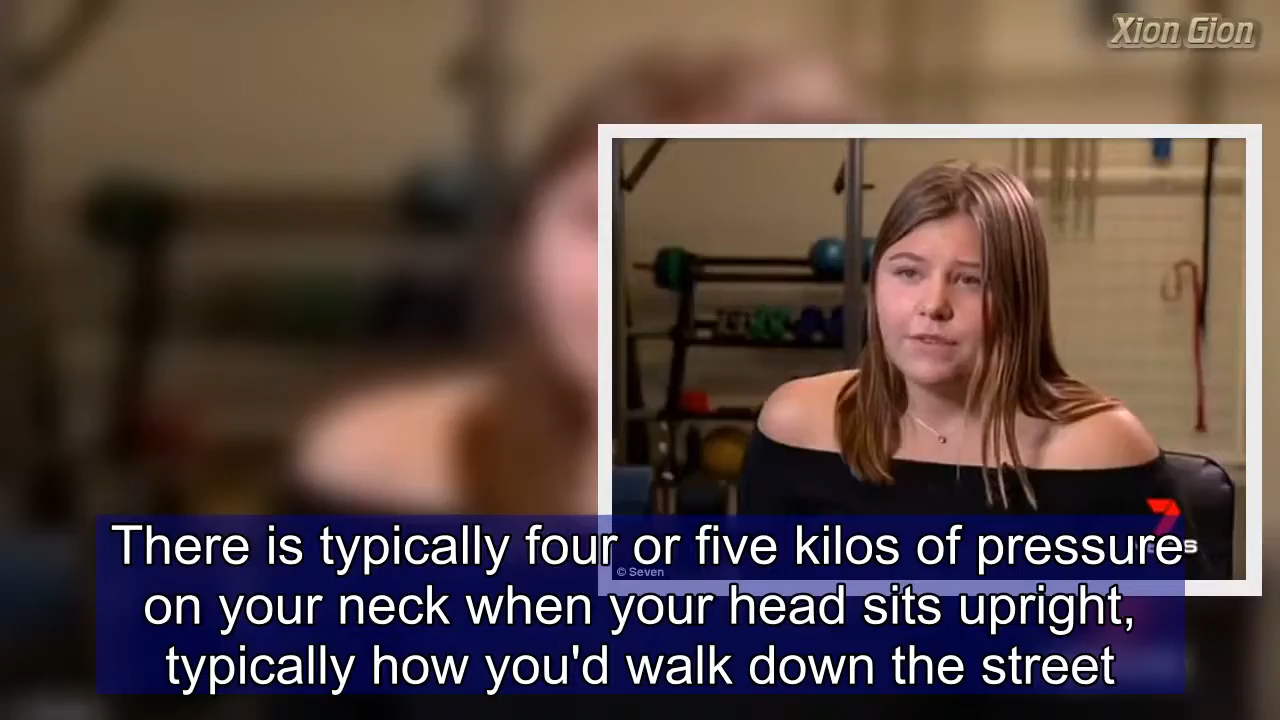 Xion Gion
7
© Seven
There is typically four or five kilos of pressure
on your neck when your head sits upright,
typically how you'd walk down the street